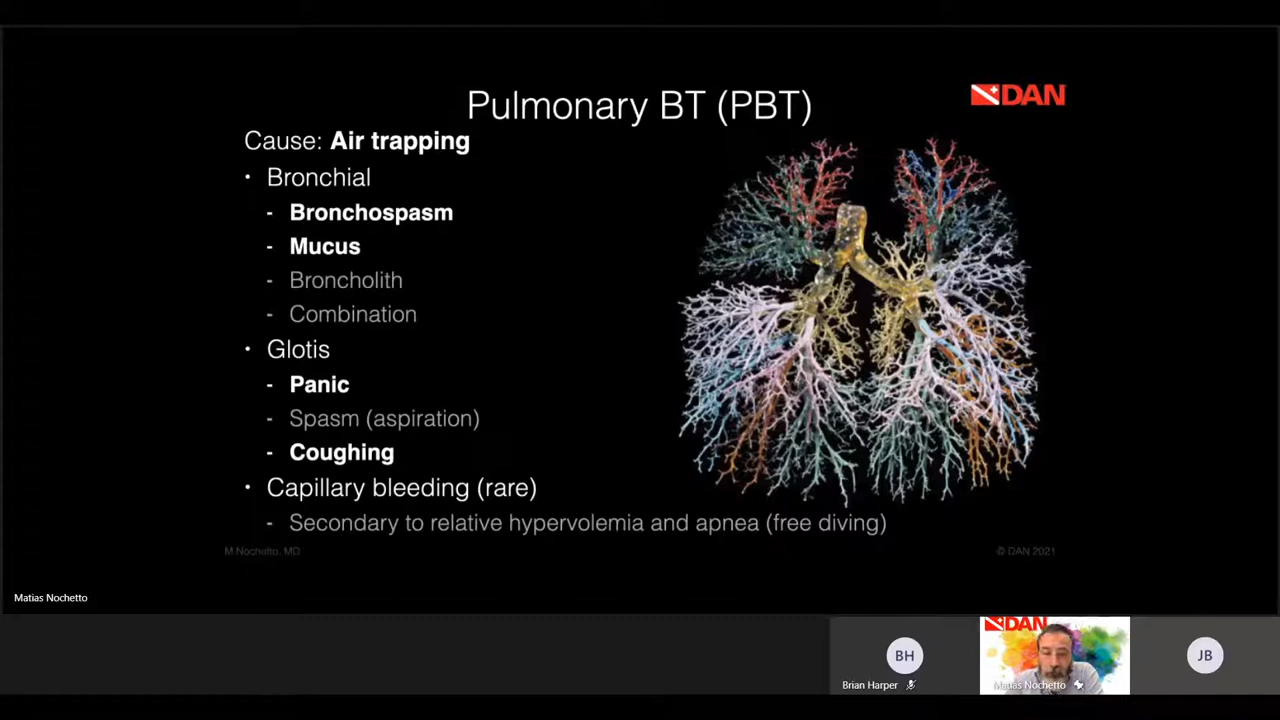 Pulmonary BT (PBT)
DAN
Cause: Air trapping
• Bronchial
- Bronchospasm
- Mucus
- Broncholith
- Combination
• Glotis
- Panic
- Spasm (aspiration)
- Coughing
• Capillary bleeding (rare)
- Secondary to relative hypervolemia and apnea (free diving)
M Nochetto, MD
© DAN 2021
Matias Nochetto
BH
Brian Harper
DAN
Matias Nochetto
JB